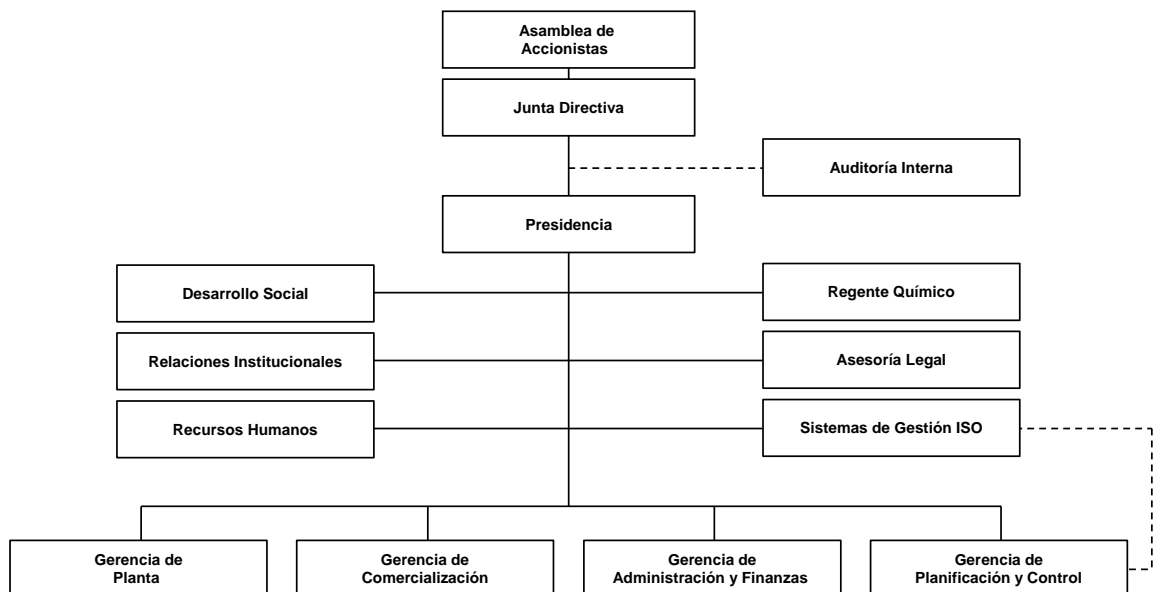 Asamblea de
Accionistas
Junta Directiva
Auditoría Interna
Presidencia
Desarrollo Social
Regente Químico
Relaciones Institucionales
Asesoría Legal
Recursos Humanos
Sistemas de Gestión ISO
Gerencia de
Planta
Gerencia de
Comercialización
Gerencia de
Administración y Finanzas
Gerencia de
Planificación y Control